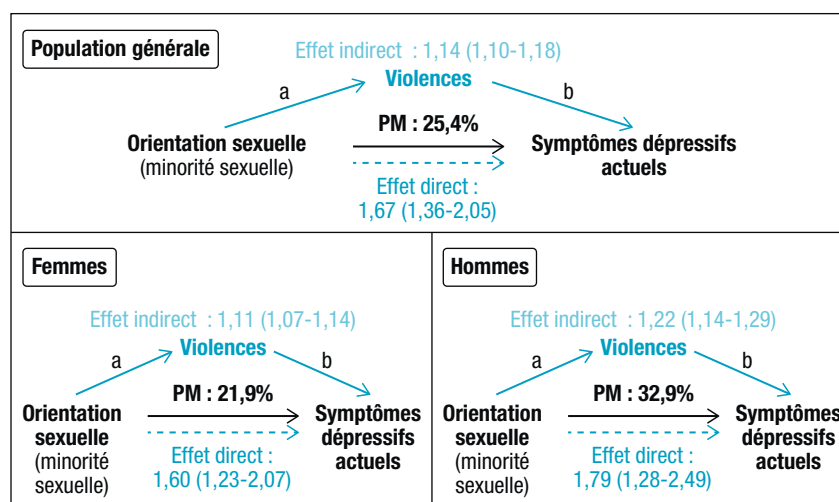 Population générale
Effet indirect : 1,14 (1,10-1,18)
Violences
a
b
PM : 25,4%
Orientation sexuelle
(minorité sexuelle)
Symptômes dépressifs
actuels
Effet direct :
1,67 (1,36-2,05)
Femmes
Effet indirect : 1,11 (1,07-1,14)
Violences
a
b
PM : 21,9%
Orientation
sexuelle
(minorité
sexuelle)
Symptômes
dépressifs
actuels
Effet direct :
1,60 (1,23-2,07)
Hommes
Effet indirect : 1,22 (1,14-1,29)
Violences
a
b
PM : 32,9%
Orientation
sexuelle
(minorité
sexuelle)
Symptômes
dépressifs
actuels
Effet direct :
1,79 (1,28-2,49)